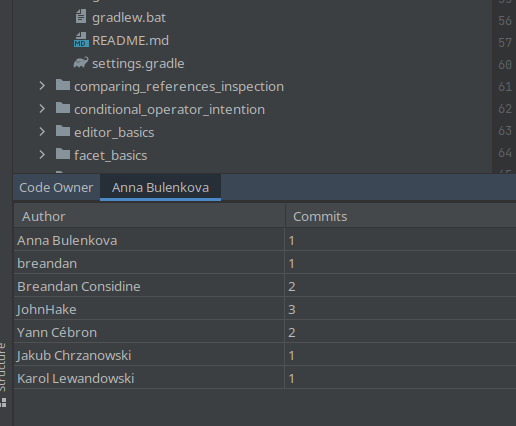 gradlew.bat
README.md
settings.gradle
comparing_references_inspection
conditional_operator_intention
editor_basics
facet_basics
56
57
60
61
62
63
64
Code Owner Anna Bulenkova
Author Commits
Anna Bulenkova 1
breandan 1
Breandan Considine 2
JohnHake 3
Yann Cébron 2
Jakub Chrzanowski 1
Karol Lewandowski 1
Structure